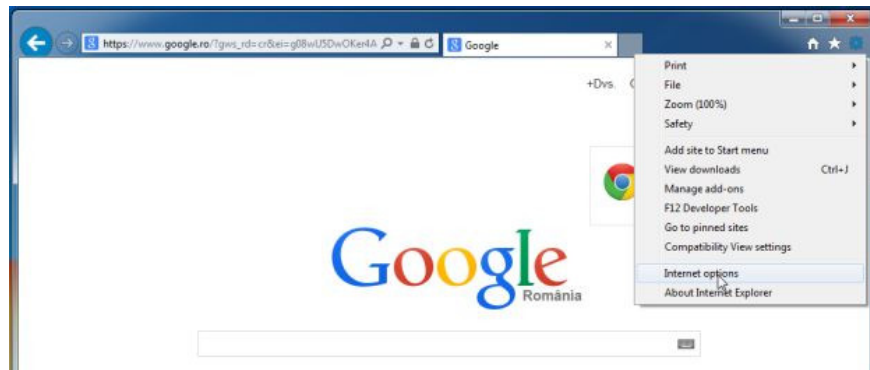 https://www.google.ro/?gws_rd=cr&ei=g08wU5DwOKer4A
Google
+Dvs.
Print
File
Zoom (100%)
Safety
Add site to Start menu
View downloads Ctrl+J
Manage add-ons
F12 Developer Tools
Go to pinned sites
Compatibility View settings
Internet options
About Internet Explorer
Google
România